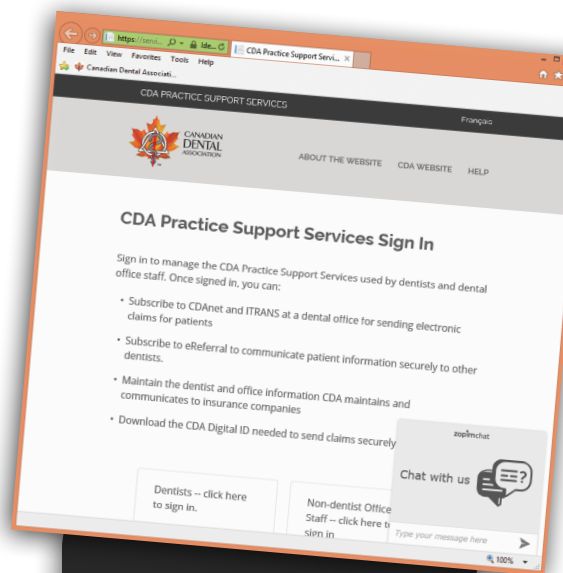 https://servi...
Ide...
CDA Practice Support Servi...
File Edit View Favorites Tools Help
Canadian Dental Associati...
CDA PRACTICE SUPPORT SERVICES
Français
CANADIAN
DENTAL
ASSOCIATION
ABOUT THE WEBSITE CDA WEBSITE HELP
CDA Practice Support Services Sign In
Sign in to manage the CDA Practice Support Services used by dentists and dental
office staff. Once signed in, you can:
• Subscribe to CDAnet and ITRANS at a dental office for sending electronic
claims for patients
• Subscribe to eReferral to communicate patient information securely to other
dentists.
• Maintain the dentist and office information CDA maintains and
communicates to insurance companies
• Download the CDA Digital ID needed to send claims securely
zopimchat
Chat with us
Type your message here
Dentists -- click here
to sign in.
Non-dentist Office
Staff -- click here to
sign in
100%